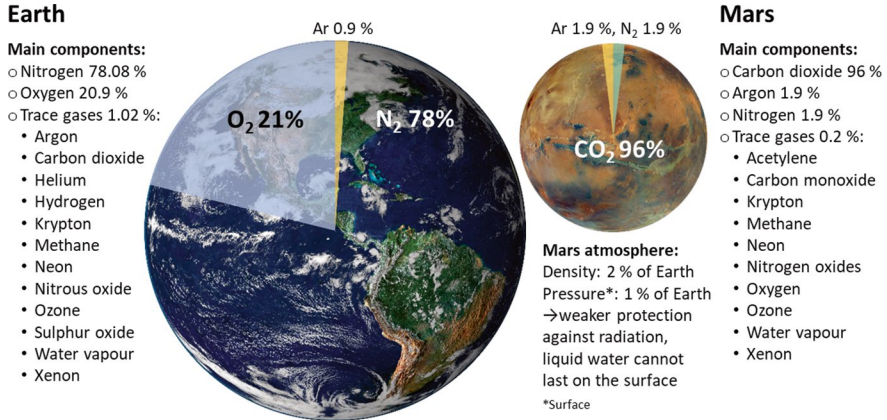 Earth
Main components:
○ Nitrogen 78.08 %
○ Oxygen 20.9 %
○ Trace gases 1.02 %:
• Argon
• Carbon dioxide
• Helium
• Hydrogen
• Krypton
• Methane
• Neon
• Nitrous oxide
• Ozone
• Sulphur oxide
• Water vapour
• Xenon
Ar 0.9 %
O₂ 21%
N₂ 78%
Ar 1.9 %, N₂ 1.9 %
CO₂ 96%
Mars atmosphere:
Density: 2 % of Earth
Pressure*: 1 % of Earth
→weaker protection
against radiation,
liquid water cannot
last on the surface
*Surface
Mars
Main components:
○ Carbon dioxide 96 %
○ Argon 1.9 %
○ Nitrogen 1.9 %
○ Trace gases 0.2 %:
• Acetylene
• Carbon monoxide
• Krypton
• Methane
• Neon
• Nitrogen oxides
• Oxygen
• Ozone
• Water vapour
• Xenon